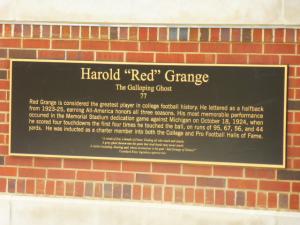 Harold "Red" Grange
The Galloping Ghost
77
Red Grange is considered the greatest player in college football history. He lettered as a halfback
from 1923-25, earning All-America honors all three seasons. His most memorable performance
occurred in the Memorial Stadium dedication game against Michigan on October 18, 1924, when
he scored four touchdowns the first four times he touched the ball, on runs of 95, 67, 56, and 44
yards. He was inducted as a charter member into both the College and Pro Football Halls of Fame.